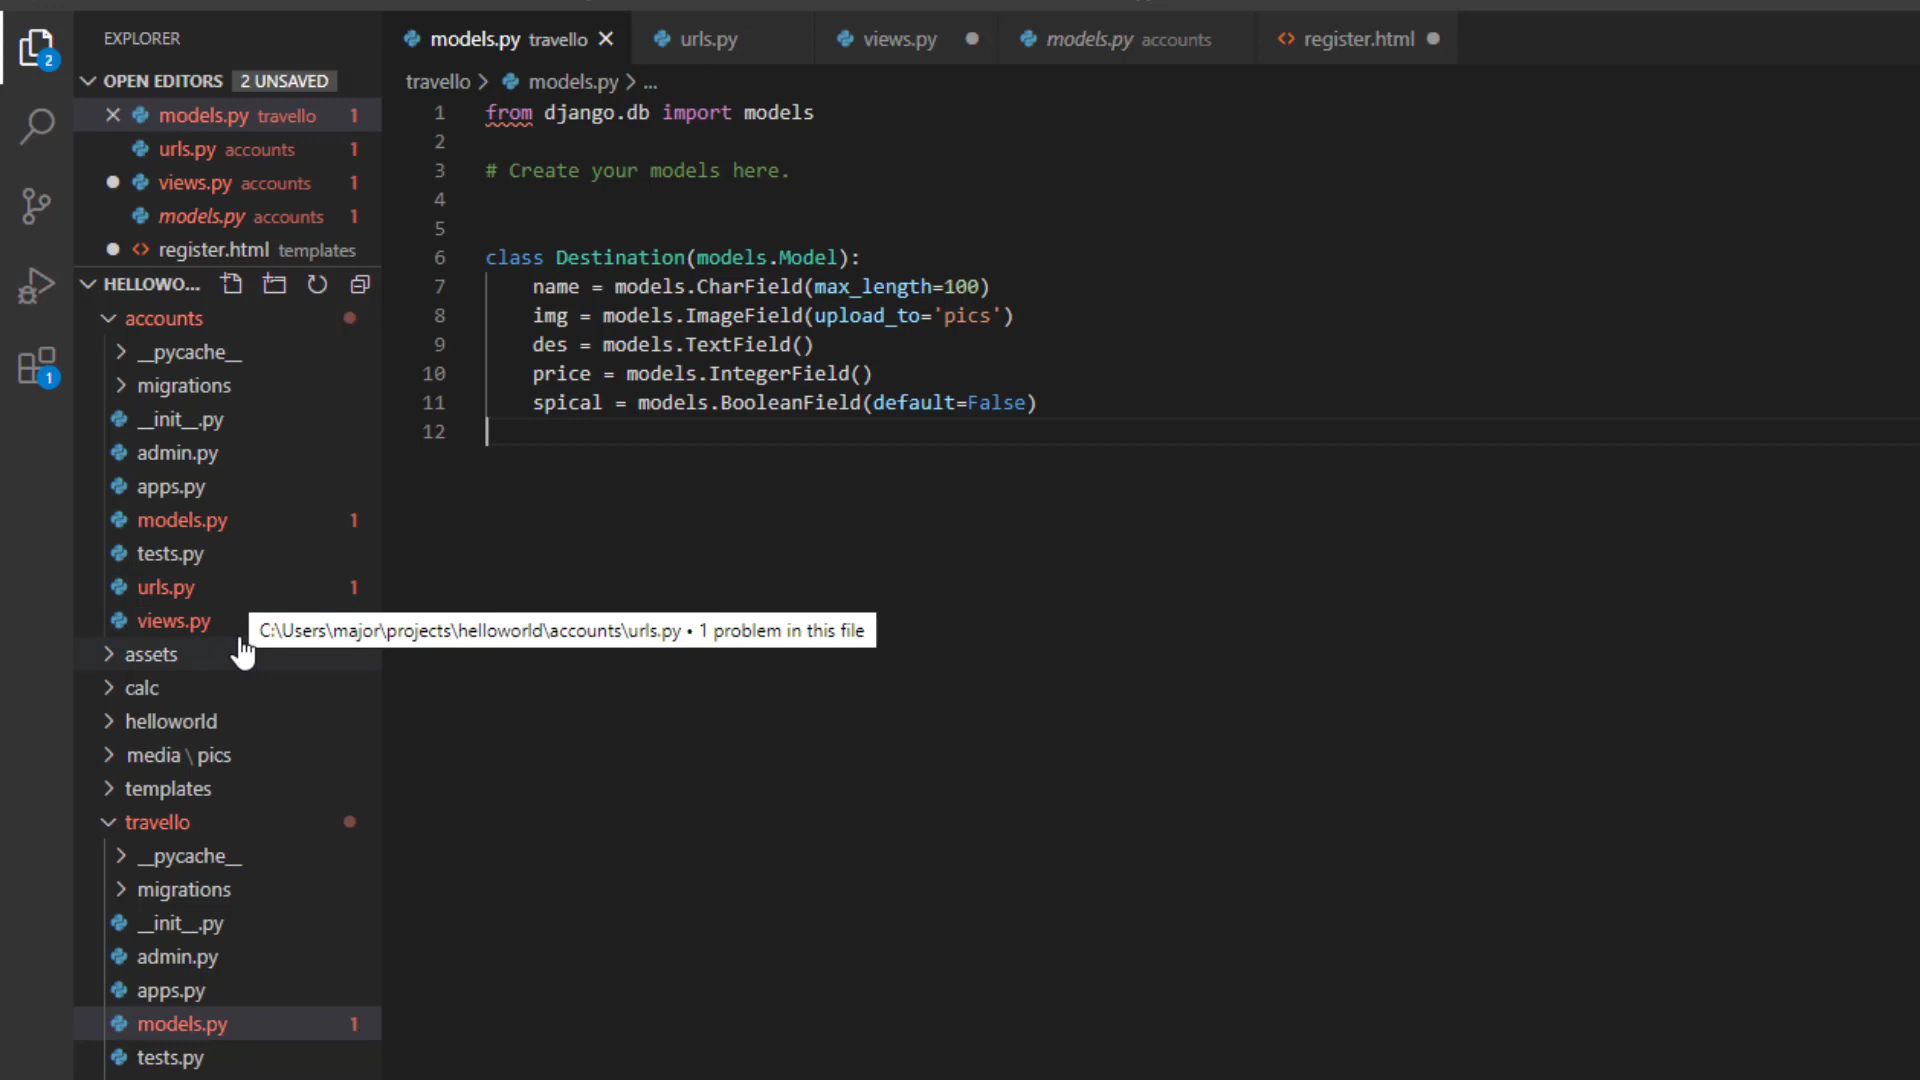 EXPLORER
OPEN EDITORS 2 UNSAVED
models.py travello 1
urls.py accounts 1
views.py accounts 1
models.py accounts 1
register.html templates
HELLOWO...
accounts
__pycache__
migrations
__init__.py
admin.py
apps.py
models.py 1
tests.py
urls.py 1
views.py
assets
calc
helloworld
media \ pics
templates
travello
__pycache__
migrations
__init__.py
admin.py
apps.py
models.py 1
tests.py
2
1
models.py travello
urls.py
views.py
models.py accounts
register.html
travello > models.py > ...
1 from django.db import models
2
3 # Create your models here.
4
5
6 class Destination(models.Model):
7 name = models.CharField(max_length=100)
8 img = models.ImageField(upload_to='pics')
9 des = models.TextField()
10 price = models.IntegerField()
11 spical = models.BooleanField(default=False)
12
C:\Users\major\projects\helloworld\accounts\urls.py • 1 problem in this file